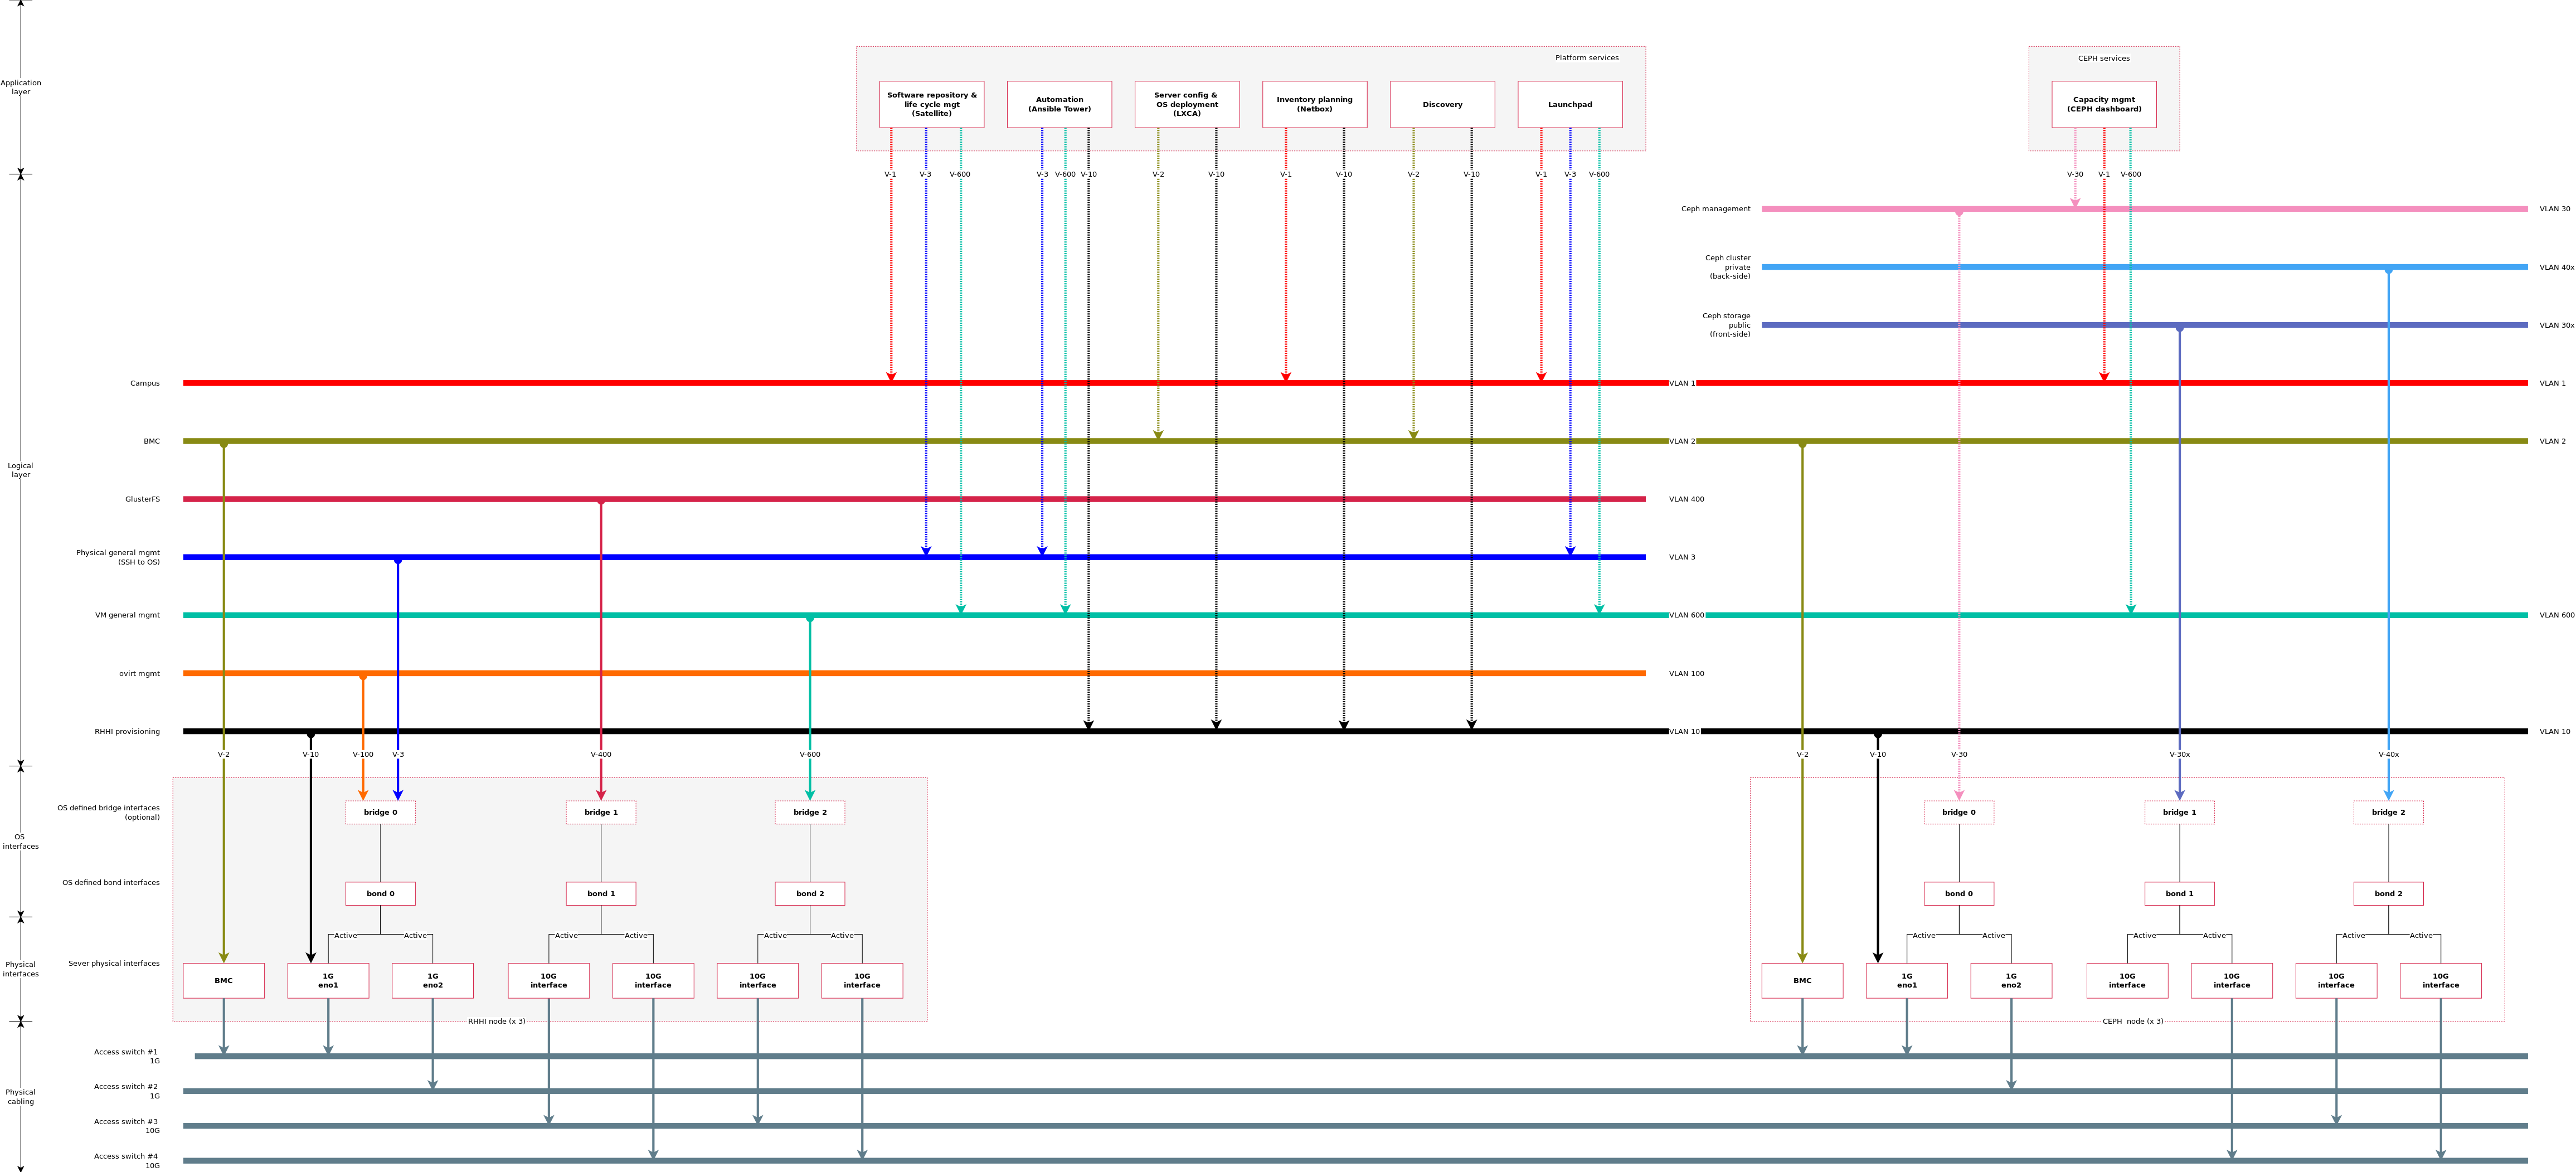 Application
layer
Platform services
Software repository &
life cycle mgt
(Satellite)
Automation
(Ansible Tower)
Server config &
OS deployment
(LXCA)
Inventory planning
(Netbox)
Discovery
Launchpad
CEPH services
Capacity mgmt
(CEPH dashboard)
V-1
V-3
V-600
V-3
V-600
V-10
V-2
V-10
V-1
V-10
V-2
V-10
V-1
V-3
V-600
V-30
V-1
V-600
Logical
layer
Ceph management
VLAN 30
Ceph cluster
private
(back-side)
VLAN 40x
Ceph storage
public
(front-side)
VLAN 30x
Campus
VLAN 1
VLAN 1
BMC
VLAN 2
VLAN 2
GlusterFS
VLAN 400
Physical general mgmt
(SSH to OS)
VLAN 3
VM general mgmt
VLAN 600
VLAN 600
ovirt mgmt
VLAN 100
RHHI provisioning
VLAN 10
VLAN 10
V-2
V-10
V-100
V-3
V-400
V-600
V-2
V-10
V-30
V-30x
V-40x
OS
interfaces
OS defined bridge interfaces
(optional)
bridge 0
bridge 1
bridge 2
bridge 0
bridge 1
bridge 2
OS defined bond interfaces
bond 0
bond 1
bond 2
bond 0
bond 1
bond 2
Active
Active
Active
Active
Active
Active
Active
Active
Active
Active
Active
Active
Physical
interfaces
Sever physical interfaces
BMC
1G
eno1
1G
eno2
10G
interface
10G
interface
10G
interface
10G
interface
BMC
1G
eno1
1G
eno2
10G
interface
10G
interface
10G
interface
10G
interface
RHHI node (x 3)
CEPH  node (x 3)
Physical
cabling
Access switch #1
1G
Access switch #2
1G
Access switch #3
10G
Access switch #4
10G